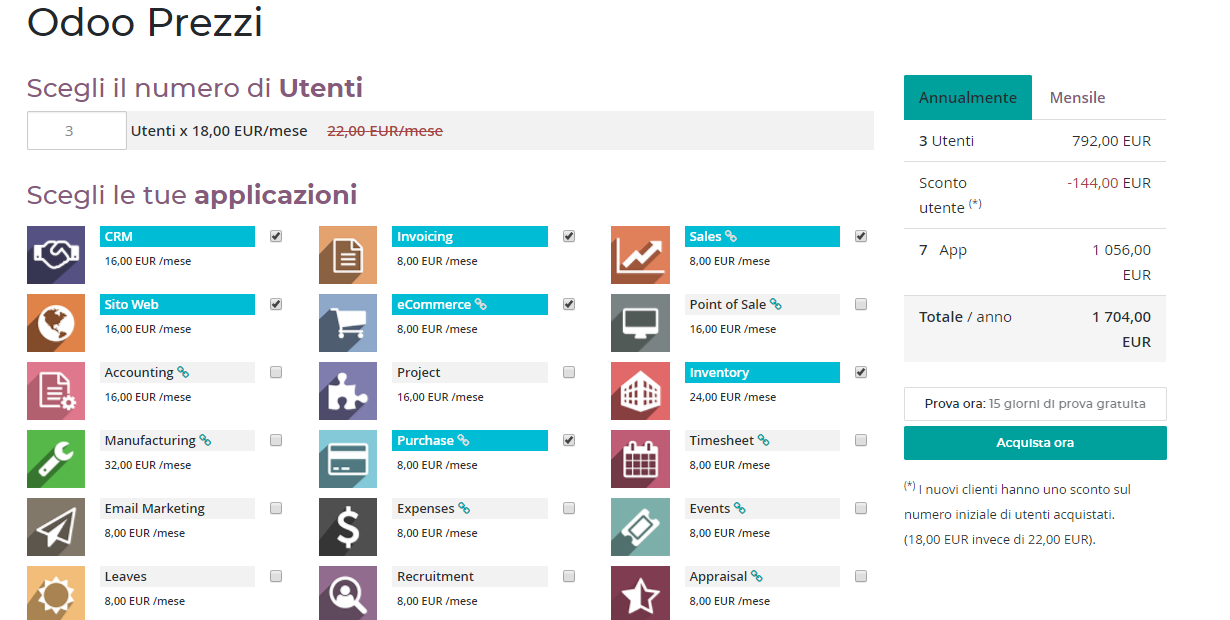 Odoo Prezzi
Scegli il numero di Utenti
3 Utenti x 18,00 EUR/mese 22,00 EUR/mese
Scegli le tue applicazioni
CRM
16,00 EUR /mese
Invoicing
8,00 EUR /mese
Sales
8,00 EUR /mese
Sito Web
16,00 EUR /mese
eCommerce
8,00 EUR /mese
Point of Sale
16,00 EUR /mese
Accounting
16,00 EUR /mese
Project
16,00 EUR /mese
Inventory
24,00 EUR /mese
Manufacturing
32,00 EUR /mese
Purchase
8,00 EUR /mese
Timesheet
8,00 EUR /mese
Email Marketing
8,00 EUR /mese
Expenses
8,00 EUR /mese
Events
8,00 EUR /mese
Leaves
8,00 EUR /mese
Recruitment
8,00 EUR /mese
Appraisal
8,00 EUR /mese
Annualmente Mensile
3 Utenti 792,00 EUR
Sconto -144,00 EUR
utente (*)
7 App 1 056,00
EUR
Totale / anno 1 704,00
EUR
Prova ora: 15 giorni di prova gratuita
Acquista ora
(*) I nuovi clienti hanno uno sconto sul
numero iniziale di utenti acquistati.
(18,00 EUR invece di 22,00 EUR).